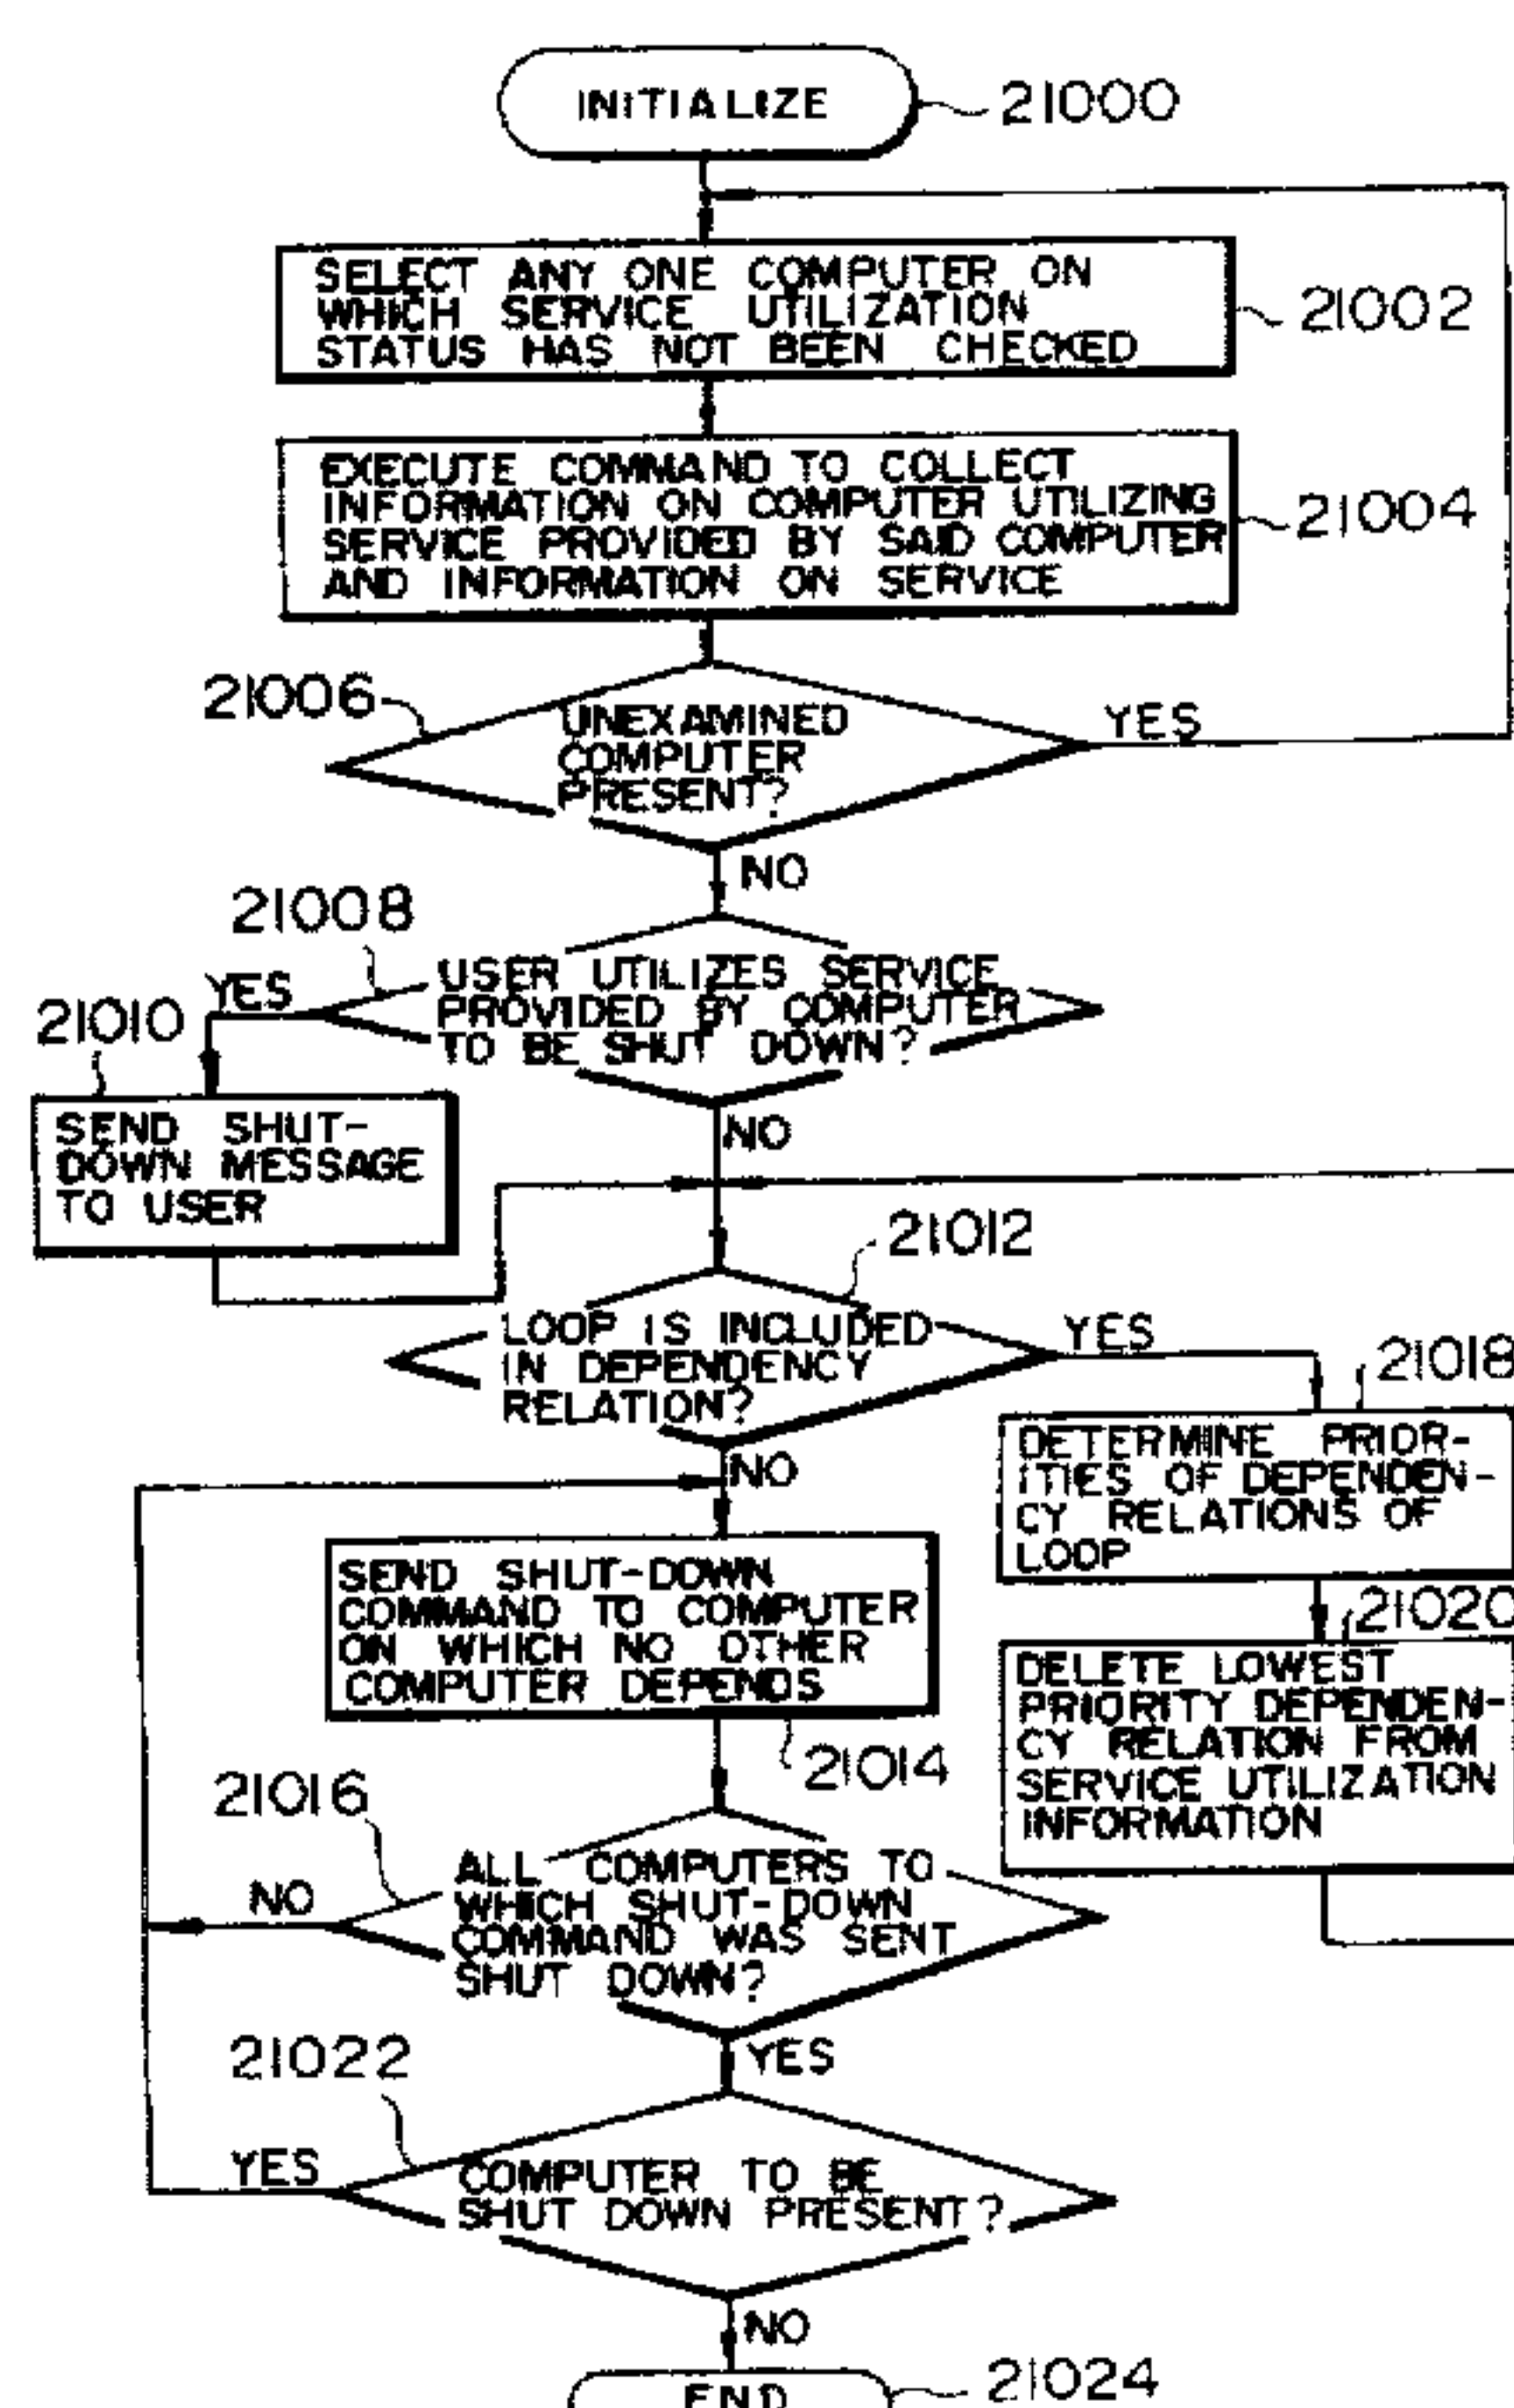 INITIALIZE
21000
SELECT ANY ONE COMPUTER ON
WHICH SERVICE UTILIZATION
STATUS HAS NOT BEEN CHECKED
21002
EXECUTE COMMAND TO COLLECT
INFORMATION ON COMPUTER UTILIZING
SERVICE PROVIDED BY SAID COMPUTER
AND INFORMATION ON SERVICE
21004
21006
UNEXAMINED
COMPUTER
PRESENT?
YES
NO
21008
USER UTILIZES SERVICE
PROVIDED BY COMPUTER
TO BE SHUT DOWN?
YES
21010
NO
SEND SHUT-
DOWN MESSAGE
TO USER
21012
LOOP IS INCLUDED
IN DEPENDENCY
RELATION?
YES
21018
NO
DETERMINE PRIOR-
ITIES OF DEPENDEN-
CY RELATIONS OF
LOOP
SEND SHUT-DOWN
COMMAND TO COMPUTER
ON WHICH NO OTHER
COMPUTER DEPENDS
21014
21020
DELETE LOWEST
PRIORITY DEPENDEN-
CY RELATION FROM
SERVICE UTILIZATION
INFORMATION
21016
ALL COMPUTERS TO
WHICH SHUT-DOWN
COMMAND WAS SENT
SHUT DOWN?
NO
YES
21022
COMPUTER TO BE
SHUT DOWN PRESENT?
YES
NO
END
21024